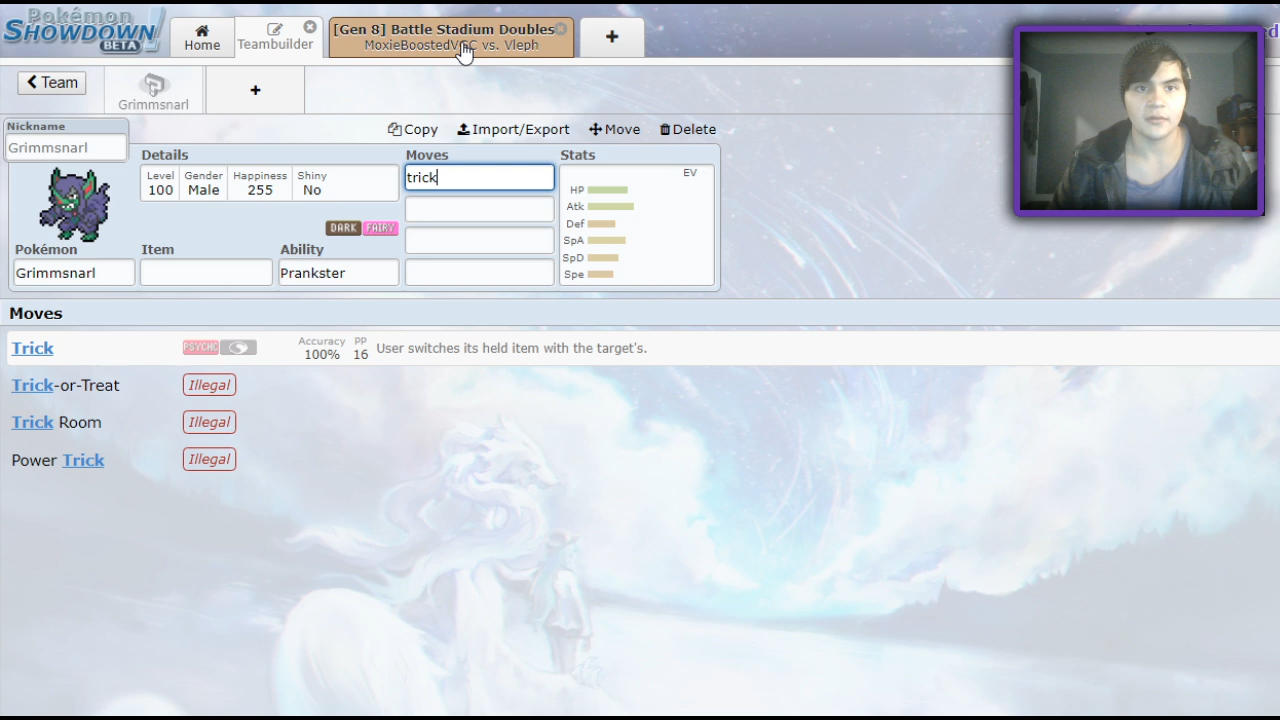 Pokémon
SHOWDOWN!
BETA
Home
Teambuilder
[Gen 8] Battle Stadium Doubles
MoxieBoostedVGC vs. Vleph
+
Team
Grimmsnarl
+
Copy
Import/Export
Move
Delete
Nickname
Grimmsnarl
Details
Level
Gender
Happiness
Shiny
100
Male
255
No
DARK
FAIRY
Pokémon
Item
Ability
Grimmsnarl
Prankster
Moves
trick
Stats
EV
HP
Atk
Def
SpA
SpD
Spe
Moves
Trick
PSYCHC
Accuracy
100%
PP
16
User switches its held item with the target's.
Trick-or-Treat
Illegal
Trick Room
Illegal
Power Trick
Illegal